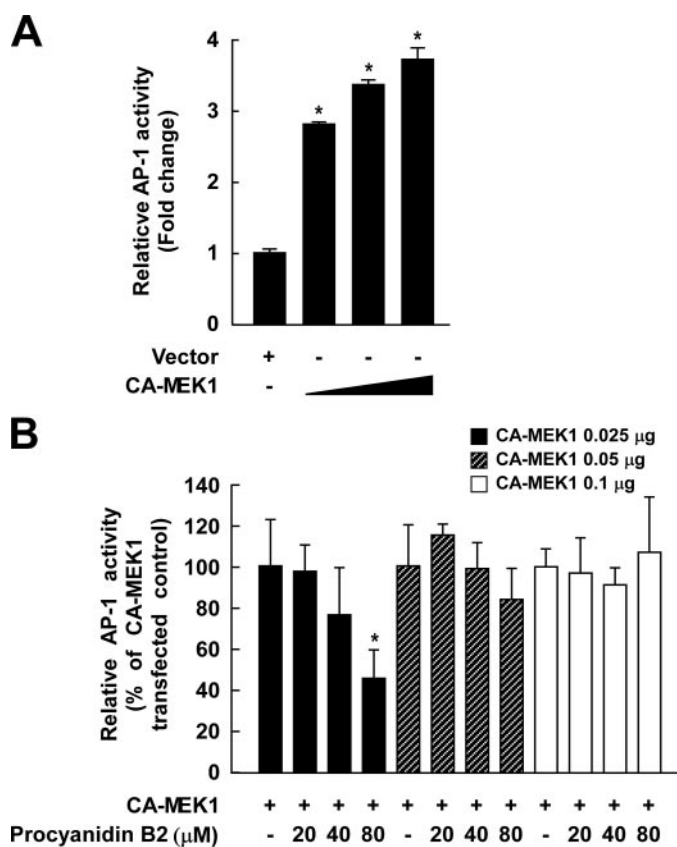 A
Relaticve AP-1 activity
(Fold change)
4
3
2
1
0
*
*
*
Vector + - - -
CA-MEK1 -
B
CA-MEK1 0.025 μg
CA-MEK1 0.05 μg
CA-MEK1 0.1 μg
Relative AP-1 activity
(% of CA-MEK1
transfected control)
140
120
100
80
60
40
20
0
*
CA-MEK1 + + + + + + + + + + + +
Procyanidin B2 (μM) - 20 40 80 - 20 40 80 - 20 40 80